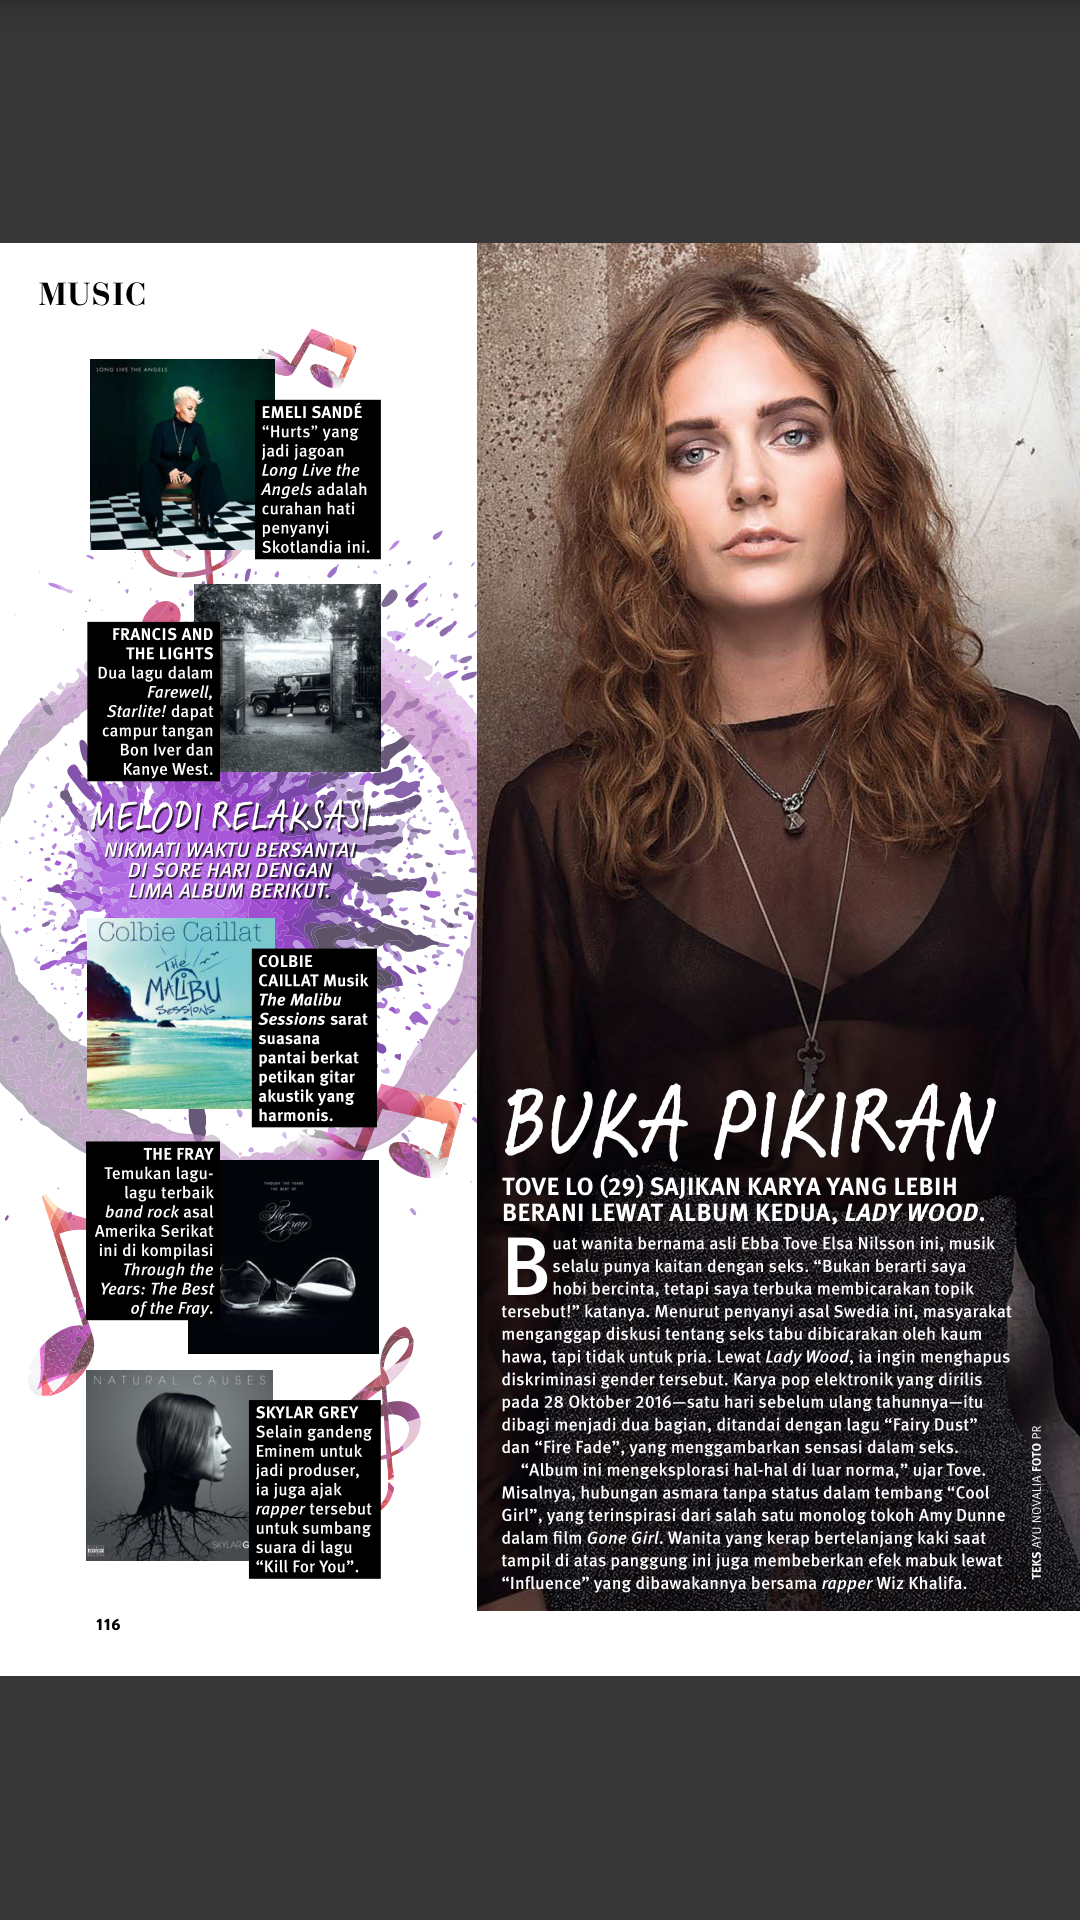 MUSIC
LONG LIVE THE ANGELS
EMELI SANDÉ
“Hurts” yang
jadi jagoan
Long Live the
Angels adalah
curahan hati
penyanyi
Skotlandia ini.
FRANCIS AND
THE LIGHTS
Dua lagu dalam
Farewell,
Starlite! dapat
campur tangan
Bon Iver dan
Kanye West.
MELODI RELAKSASI
NIKMATI WAKTU BERSANTAI
DI SORE HARI DENGAN
LIMA ALBUM BERIKUT.
Colbie Caillat
THE
MALIBU
SESSIONS
COLBIE
CAILLAT Musik
The Malibu
Sessions sarat
suasana
pantai berkat
petikan gitar
akustik yang
harmonis.
THE FRAY
Temukan lagu-
lagu terbaik
band rock asal
Amerika Serikat
ini di kompilasi
Through the
Years: The Best
of the Fray.
THROUGH THE YEARS
THE BEST OF
The Fray
NATURAL CAUSES
SKYLAR G
SKYLAR GREY
Selain gandeng
Eminem untuk
jadi produser,
ia juga ajak
rapper tersebut
untuk sumbang
suara di lagu
“Kill For You”.
116
BUKA PIKIRAN
TOVE LO (29) SAJIKAN KARYA YANG LEBIH
BERANI LEWAT ALBUM KEDUA, LADY WOOD.
Buat wanita bernama asli Ebba Tove Elsa Nilsson ini, musik
selalu punya kaitan dengan seks. “Bukan berarti saya
hobi bercinta, tetapi saya terbuka membicarakan topik
tersebut!” katanya. Menurut penyanyi asal Swedia ini, masyarakat
menganggap diskusi tentang seks tabu dibicarakan oleh kaum
hawa, tapi tidak untuk pria. Lewat Lady Wood, ia ingin menghapus
diskriminasi gender tersebut. Karya pop elektronik yang dirilis
pada 28 Oktober 2016—satu hari sebelum ulang tahunnya—itu
dibagi menjadi dua bagian, ditandai dengan lagu “Fairy Dust”
dan “Fire Fade”, yang menggambarkan sensasi dalam seks.
“Album ini mengeksplorasi hal-hal di luar norma,” ujar Tove.
Misalnya, hubungan asmara tanpa status dalam tembang “Cool
Girl”, yang terinspirasi dari salah satu monolog tokoh Amy Dunne
dalam film Gone Girl. Wanita yang kerap bertelanjang kaki saat
tampil di atas panggung ini juga membeberkan efek mabuk lewat
“Influence” yang dibawakannya bersama rapper Wiz Khalifa.
TEKS AYU NOVALIA FOTO PR